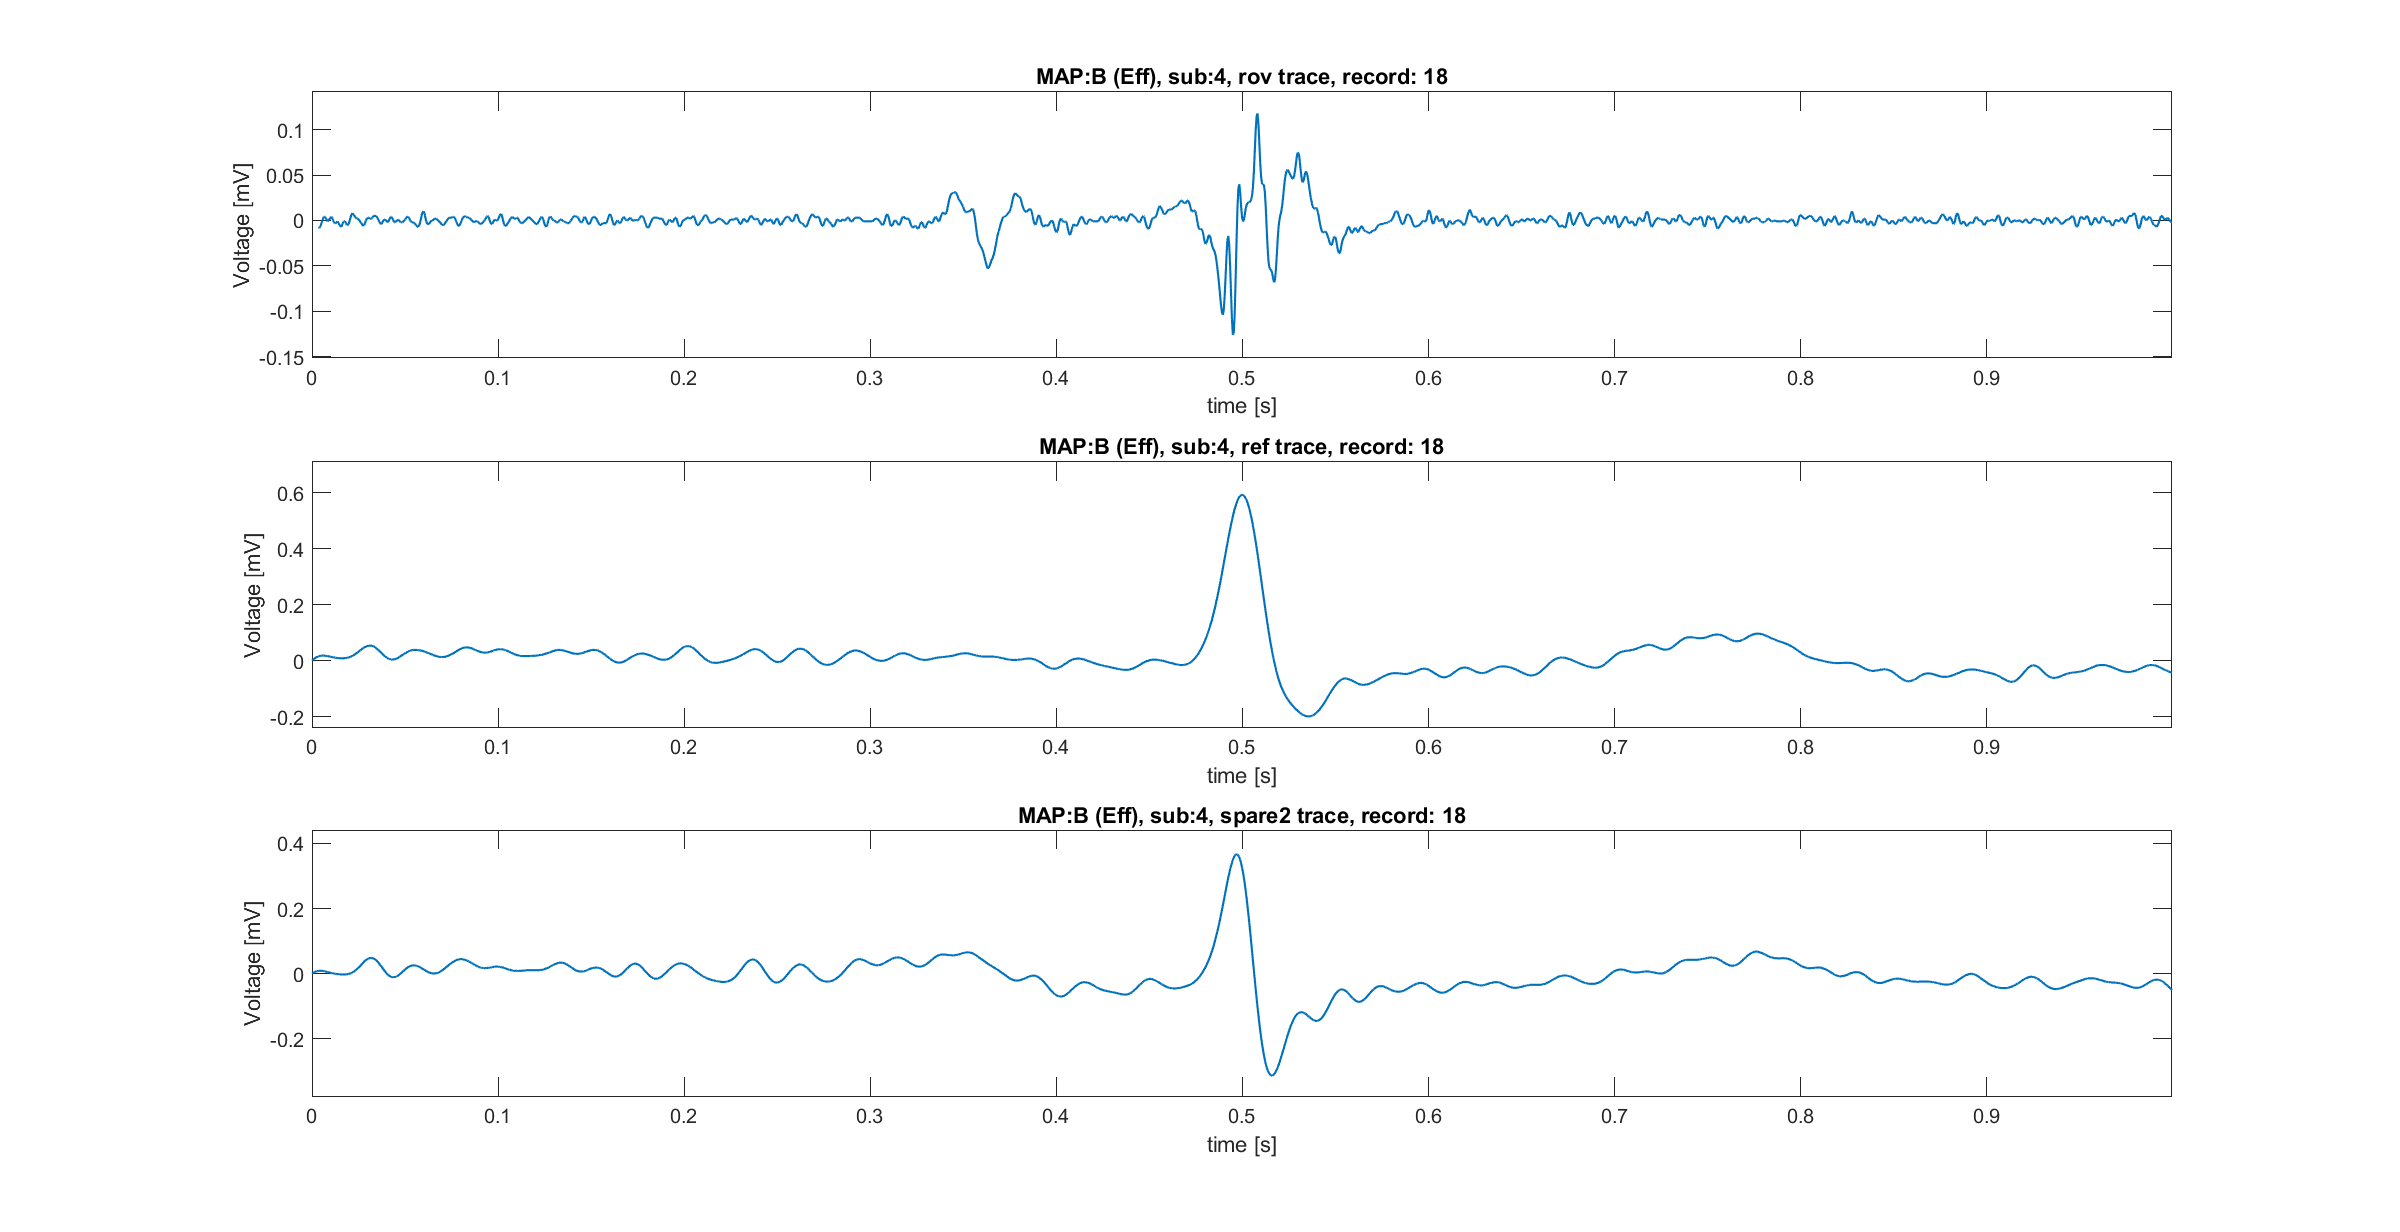 MAP:B (Eff), sub:4, rov trace, record: 18
0.1
0.05
0
-0.05
-0.1
-0.15
Voltage [mV]
0 0.1 0.2 0.3 0.4 0.5 0.6 0.7 0.8 0.9
time [s]
MAP:B (Eff), sub:4, ref trace, record: 18
0.6
0.4
0.2
0
-0.2
Voltage [mV]
0 0.1 0.2 0.3 0.4 0.5 0.6 0.7 0.8 0.9
time [s]
MAP:B (Eff), sub:4, spare2 trace, record: 18
0.4
0.2
0
-0.2
Voltage [mV]
0 0.1 0.2 0.3 0.4 0.5 0.6 0.7 0.8 0.9
time [s]